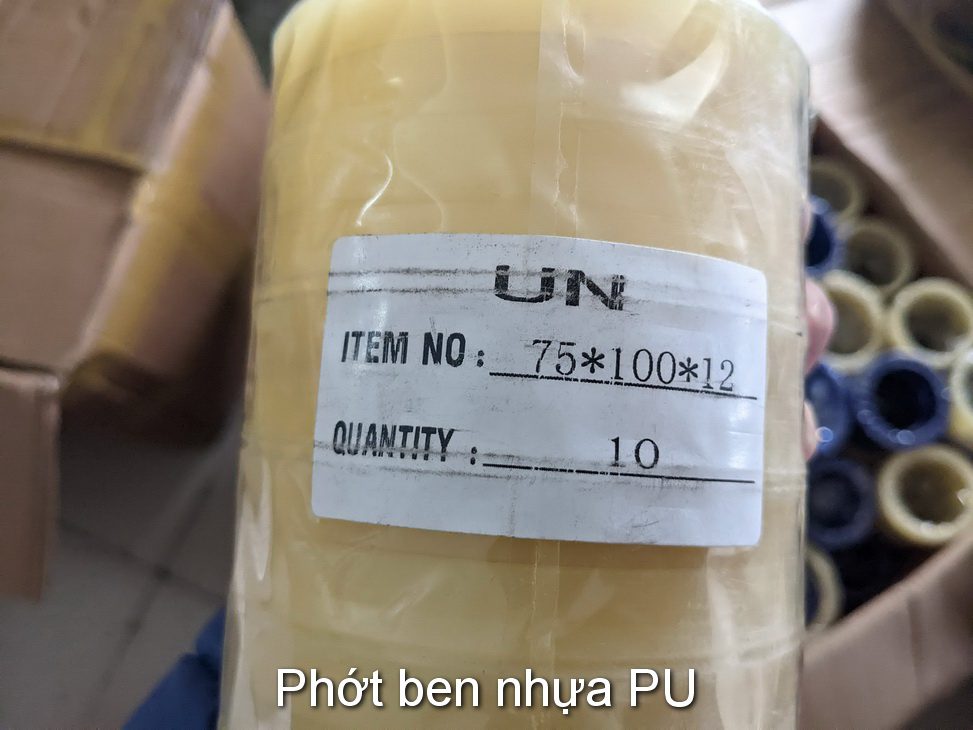 UN
ITEM NO : 75*100*12
QUANTITY : 10
Phớt ben nhựa PU